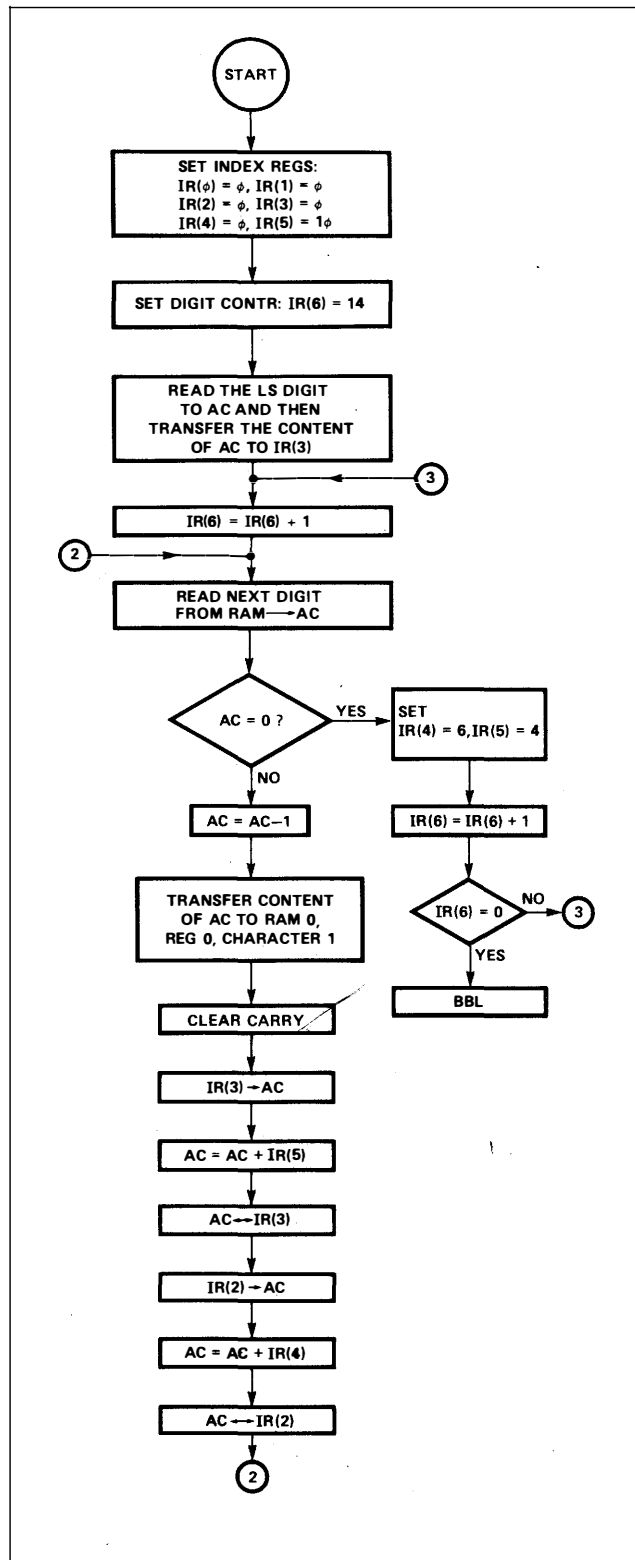 START
SET INDEX REGS:
IR(ϕ) = ϕ, IR(1) = ϕ
IR(2) = ϕ, IR(3) = ϕ
IR(4) = ϕ, IR(5) = 1ϕ
SET DIGIT CONTR: IR(6) = 14
READ THE LS DIGIT
TO AC AND THEN
TRANSFER THE CONTENT
OF AC TO IR(3)
3
IR(6) = IR(6) + 1
2
READ NEXT DIGIT
FROM RAM → AC
AC = 0 ?
YES
SET
IR(4) = 6, IR(5) = 4
NO
AC = AC−1
IR(6) = IR(6) + 1
TRANSFER CONTENT
OF AC TO RAM 0,
REG 0, CHARACTER 1
IR(6) = 0
NO
3
YES
BBL
CLEAR CARRY
IR(3) → AC
AC = AC + IR(5)
AC ↔ IR(3)
IR(2) → AC
AC = AC + IR(4)
AC ↔ IR(2)
2